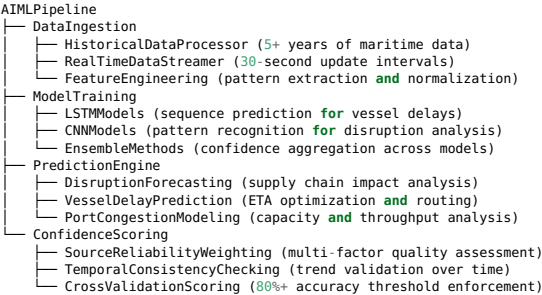 AIMLPipeline
├── DataIngestion
│   ├── HistoricalDataProcessor (5+ years of maritime data)
│   ├── RealTimeDataStreamer (30-second update intervals)
│   └── FeatureEngineering (pattern extraction and normalization)
├── ModelTraining
│   ├── LSTMModels (sequence prediction for vessel delays)
│   ├── CNNModels (pattern recognition for disruption analysis)
│   └── EnsembleMethods (confidence aggregation across models)
├── PredictionEngine
│   ├── DisruptionForecasting (supply chain impact analysis)
│   ├── VesselDelayPrediction (ETA optimization and routing)
│   └── PortCongestionModeling (capacity and throughput analysis)
└── ConfidenceScoring
    ├── SourceReliabilityWeighting (multi-factor quality assessment)
    ├── TemporalConsistencyChecking (trend validation over time)
    └── CrossValidationScoring (80%+ accuracy threshold enforcement)